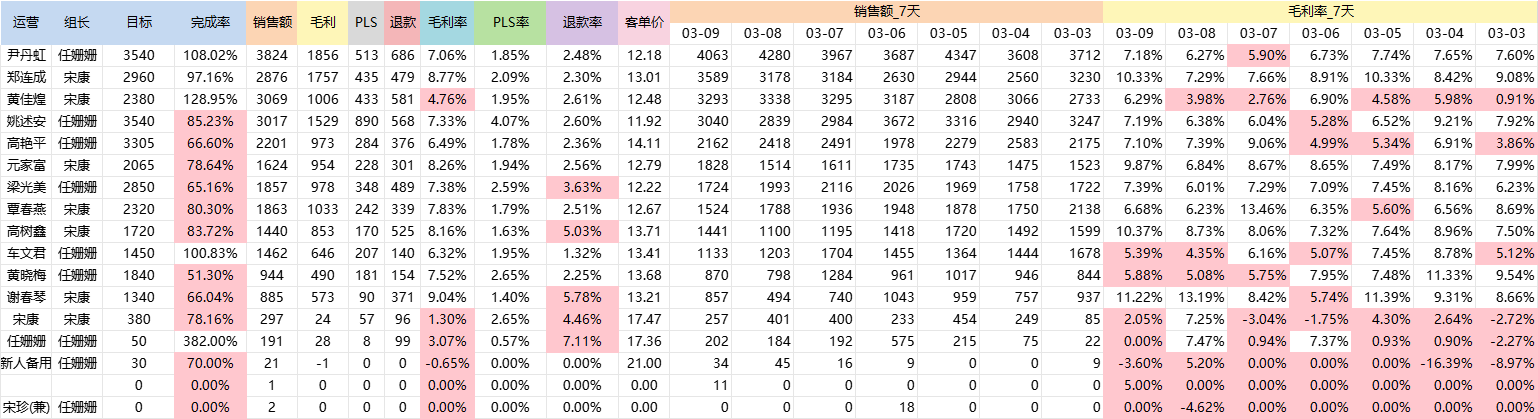 运营 组长 目标 完成率 销售额 毛利 PLS 退款 毛利率 PLS率 退款率 客单价 销售额_7天 毛利率_7天
03-09 03-08 03-07 03-06 03-05 03-04 03-03 03-09 03-08 03-07 03-06 03-05 03-04 03-03
尹丹虹 任姗姗 3540 108.02% 3824 1856 513 686 7.06% 1.85% 2.48% 12.18 4063 4280 3967 3687 4347 3608 3712 7.18% 6.27% 5.90% 6.73% 7.74% 7.65% 7.60%
郑连成 宋康 2960 97.16% 2876 1757 435 479 8.77% 2.09% 2.30% 13.01 3589 3178 3184 2630 2944 2560 3230 10.33% 7.29% 7.66% 8.91% 10.33% 8.42% 9.08%
黄佳煌 宋康 2380 128.95% 3069 1006 433 581 4.76% 1.95% 2.61% 12.48 3293 3338 3295 3187 2808 3066 2733 6.29% 3.98% 2.76% 6.90% 4.58% 5.98% 0.91%
姚述安 任姗姗 3540 85.23% 3017 1529 890 568 7.33% 4.07% 2.60% 11.92 3040 2839 2984 3672 3316 2940 3247 7.19% 6.38% 6.04% 5.28% 6.52% 9.21% 7.92%
高艳平 任姗姗 3305 66.60% 2201 973 284 376 6.49% 1.78% 2.36% 14.11 2162 2418 2491 1978 2279 2583 2175 7.10% 7.39% 9.06% 4.99% 5.34% 6.91% 3.86%
元家富 宋康 2065 78.64% 1624 954 228 301 8.26% 1.94% 2.56% 12.79 1828 1514 1611 1735 1743 1475 1523 9.87% 6.84% 8.67% 8.65% 7.49% 8.17% 7.99%
梁光美 任姗姗 2850 65.16% 1857 978 348 489 7.38% 2.59% 3.63% 12.22 1724 1993 2116 2026 1969 1758 1722 7.39% 6.01% 7.29% 7.09% 7.45% 8.16% 6.23%
覃春燕 宋康 2320 80.30% 1863 1033 242 339 7.83% 1.79% 2.51% 12.67 1524 1788 1936 1948 1878 1750 2138 6.68% 6.23% 13.46% 6.35% 5.60% 6.56% 8.69%
高树鑫 宋康 1720 83.72% 1440 853 170 525 8.16% 1.63% 5.03% 13.71 1441 1100 1195 1418 1720 1492 1599 10.37% 8.73% 8.06% 7.32% 7.64% 8.96% 7.50%
车文君 任姗姗 1450 100.83% 1462 646 207 140 6.32% 1.95% 1.32% 13.41 1133 1203 1704 1455 1364 1444 1678 5.39% 4.35% 6.16% 5.07% 7.45% 8.78% 5.12%
黄晓梅 任姗姗 1840 51.30% 944 490 181 154 7.52% 2.65% 2.25% 13.68 870 798 1284 961 1017 946 844 5.88% 5.08% 5.75% 7.95% 7.48% 11.33% 9.54%
谢春琴 宋康 1340 66.04% 885 573 90 371 9.04% 1.40% 5.78% 13.21 857 494 740 1043 959 757 937 11.22% 13.19% 8.42% 5.74% 11.39% 9.31% 8.66%
宋康 宋康 380 78.16% 297 24 57 96 1.30% 2.65% 4.46% 17.47 257 401 400 233 454 249 85 2.05% 7.25% -3.04% -1.75% 4.30% 2.64% -2.72%
任姗姗 任姗姗 50 382.00% 191 28 8 99 3.07% 0.57% 7.11% 17.36 202 184 192 575 215 75 22 0.00% 7.47% 0.94% 7.37% 0.93% 0.90% -2.27%
新人备用 任姗姗 30 70.00% 21 -1 0 0 -0.65% 0.00% 0.00% 21.00 34 45 16 9 0 0 9 -3.60% 5.20% 0.00% 0.00% 0.00% -16.39% -8.97%
0 0.00% 1 0 0 0 0.00% 0.00% 0.00% 0.00 11 0 0 0 0 0 0 5.00% 0.00% 0.00% 0.00% 0.00% 0.00% 0.00%
宋珍(兼) 任姗姗 0 0.00% 2 0 0 0 0.00% 0.00% 0.00% 0.00 0 0 0 18 0 0 0 0.00% -4.62% 0.00% 0.00% 0.00% 0.00% 0.00%